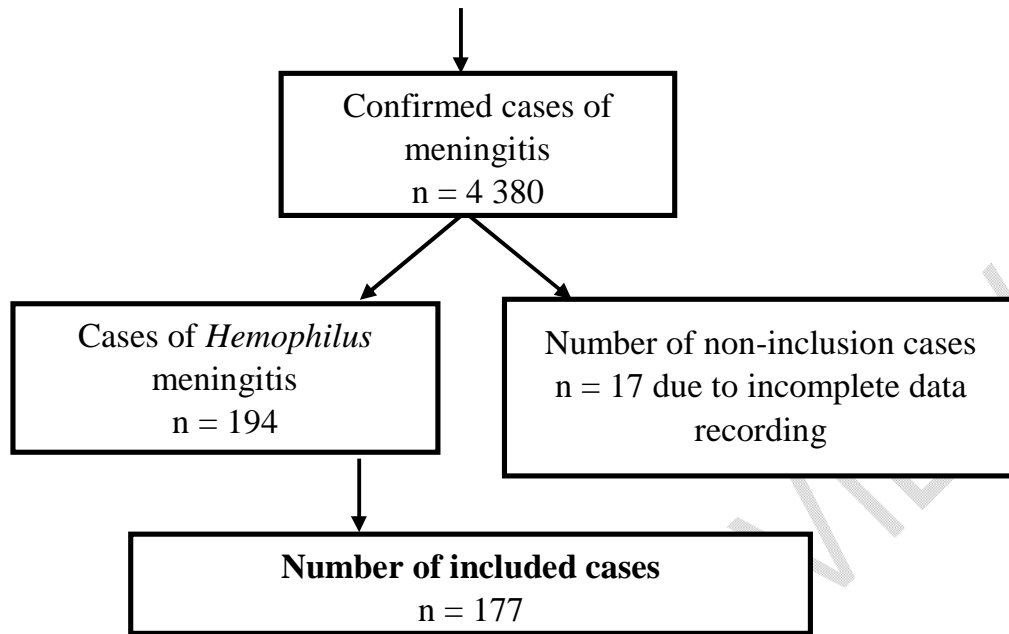 Confirmed cases of
meningitis
n = 4 380
Cases of Hemophilus
meningitis
n = 194
Number of non-inclusion cases
n = 17 due to incomplete data
recording
Number of included cases
n = 177